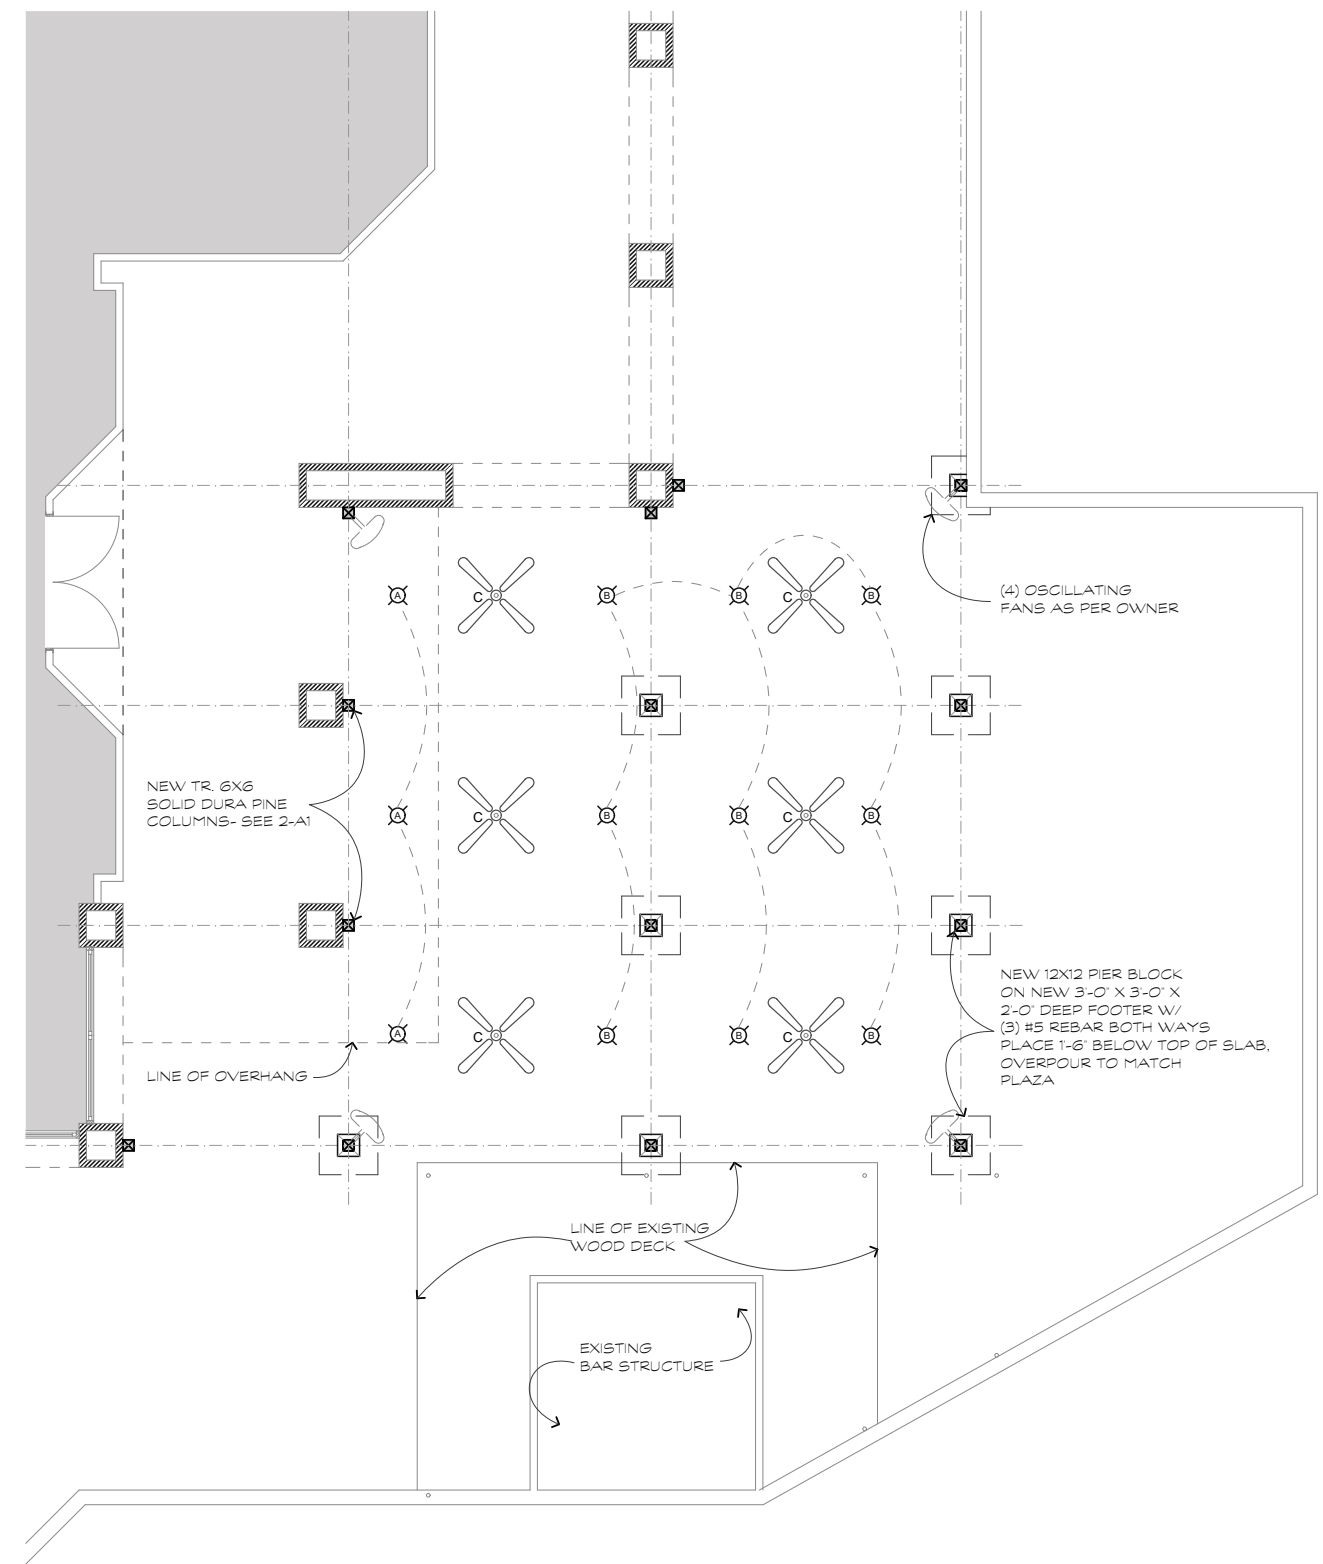 A C B B C B
(4) OSCILLATING
FANS AS PER OWNER
NEW TR. 6X6
SOLID DURA PINE
COLUMNS- SEE 2-A1
A C B B C B
NEW 12X12 PIER BLOCK
ON NEW 3'-0" X 3'-0" X
2'-0" DEEP FOOTER W/
(3) #5 REBAR BOTH WAYS
PLACE 1'-6" BELOW TOP OF SLAB,
OVERPOUR TO MATCH
PLAZA
A C B B C B
LINE OF OVERHANG
LINE OF EXISTING
WOOD DECK
EXISTING
BAR STRUCTURE